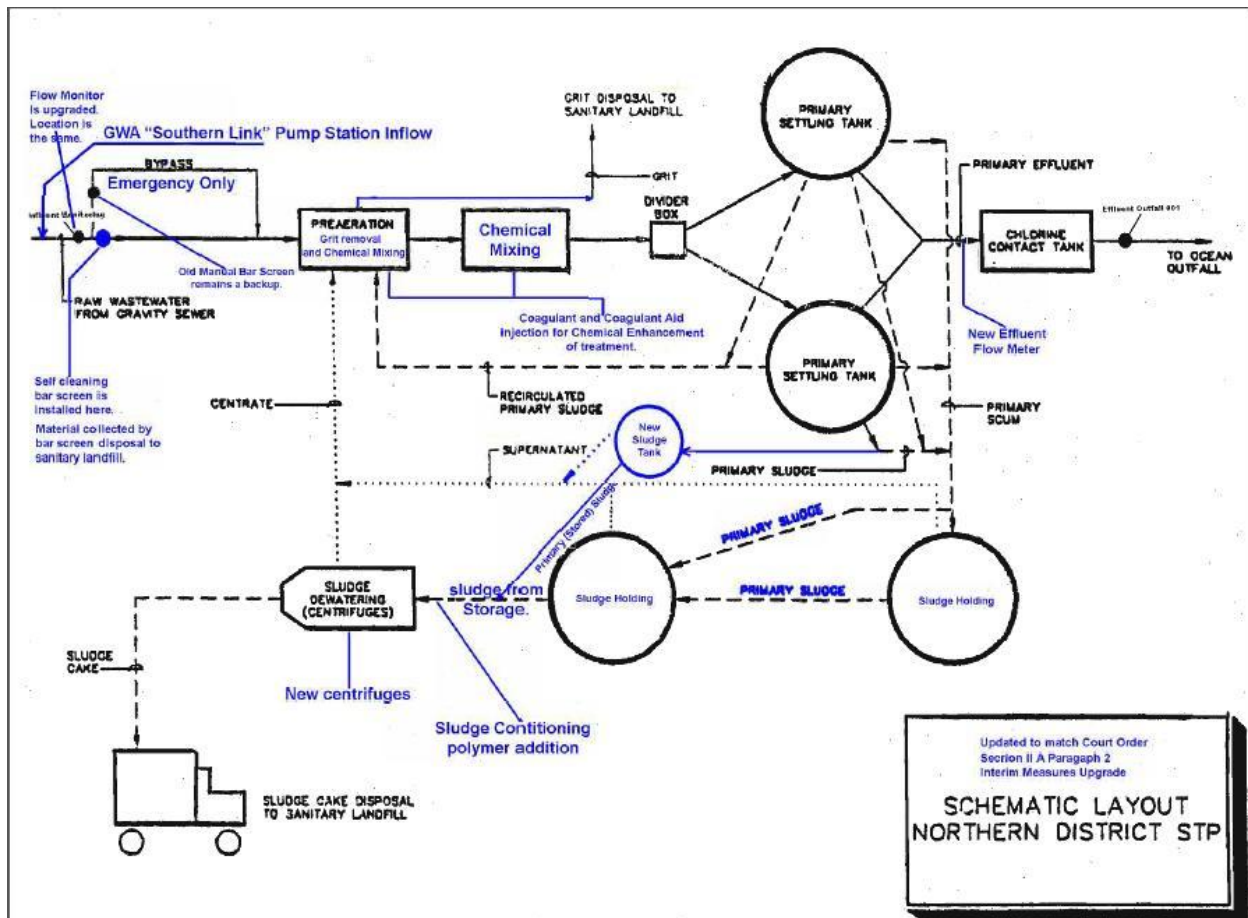 Flow Monitor
is upgraded.
Location is
the same.
GWA "Southern Link" Pump Station Inflow
BYPASS
Emergency Only
Influent Monitoring
Old Manual Bar Screen
remains a backup.
RAW WASTEWATER
FROM GRAVITY SEWER
Self cleaning
bar screen is
installed here.
Material collected by
bar screen disposal to
sanitary landfill.
GRIT DISPOSAL TO
SANITARY LANDFILL
GRIT
PREAERATION
Grit removal
and Chemical Mixing
Chemical
Mixing
DIVIDER
BOX
PRIMARY
SETTLING TANK
PRIMARY EFFLUENT
CHLORINE
CONTACT TANK
Effluent Outfall 001
TO OCEAN
OUTFALL
Coagulant and Coagulant Aid
Injection for Chemical Enhancement
of treatment.
New Effluent
Flow Meter
PRIMARY
SETTLING TANK
RECIRCULATED
PRIMARY SLUDGE
CENTRATE
PRIMARY
SCUM
SUPERNATANT
New
Sludge
Tank
PRIMARY SLUDGE
Primary (Stored) Sludge
PRIMARY SLUDGE
SLUDGE
DEWATERING
(CENTRIFUGES)
sludge from
Storage.
Sludge Holding
PRIMARY SLUDGE
Sludge Holding
SLUDGE
CAKE
New centrifuges
Sludge Contitioning
polymer addition
SLUDGE CAKE DISPOSAL
TO SANITARY LANDFILL
Updated to match Court Order
Secrion II A Paragaph 2
Interim Measures Upgrade
SCHEMATIC LAYOUT
NORTHERN DISTRICT STP